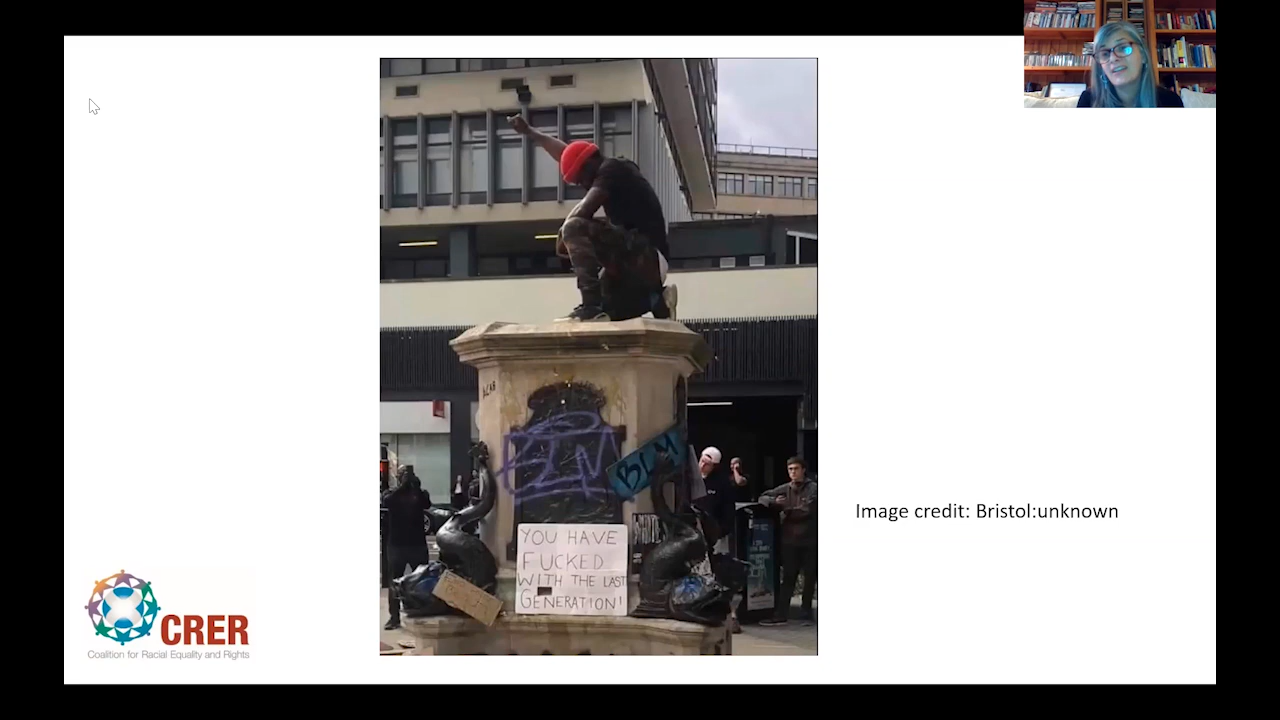 BLM
BLM
YOU HAVE
FUCKED
WITH THE LAST
GENERATION!
Image credit: Bristol:unknown
CRER
Coalition for Racial Equality and Rights